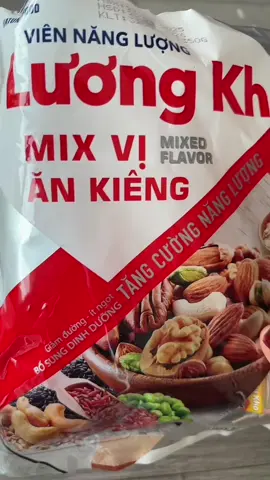 VIÊN NĂNG LƯỢNG
Lương Kh
MIX VỊ
MIXED
FLAVOR
ĂN KIÊNG
TĂNG CƯỜNG NĂNG LƯỢNG
Giảm đường - ít ngọt
BỔ SUNG DINH DƯỠNG